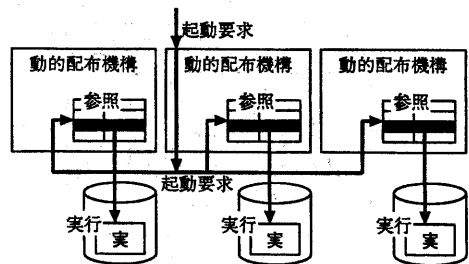 起動要求
動的配布機構 動的配布機構 動的配布機構
参照 参照 参照
起動要求
実行 実行 実行
実 実 実